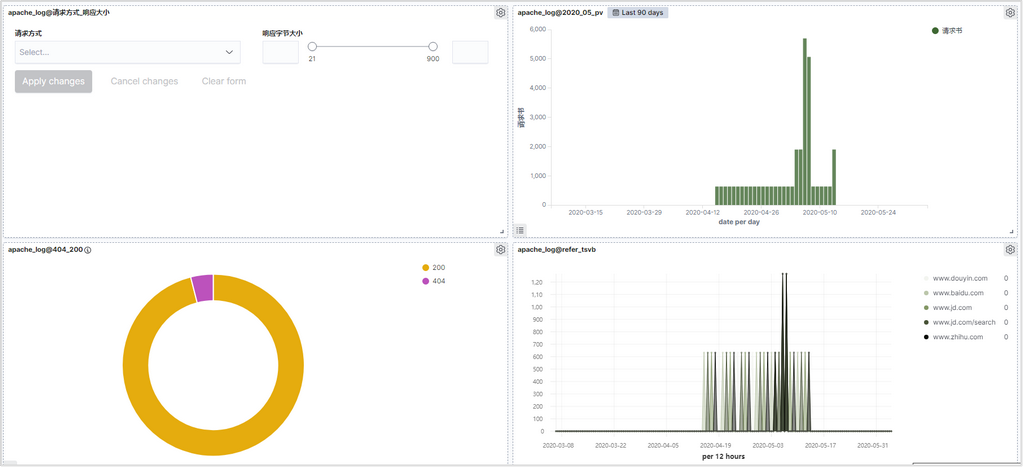 apache_log@请求方式_响应大小
请求方式
响应字节大小
Select...
21
900
Apply changes
Cancel changes
Clear form
apache_log@2020_05_pv
Last 90 days
请求书
6,000
5,000
4,000
3,000
2,000
1,000
0
请求书
2020-03-15
2020-03-29
2020-04-12
2020-04-26
2020-05-10
2020-05-24
date per day
apache_log@404_200
200
404
apache_log@refer_tsvb
1,20
1,10
1,00
900
800
700
600
500
400
300
200
100
0
2020-03-08
2020-03-22
2020-04-05
2020-04-19
2020-05-03
2020-05-17
2020-05-31
per 12 hours
www.douyin.com 0
www.baidu.com 0
www.jd.com 0
www.jd.com/search 0
www.zhihu.com 0